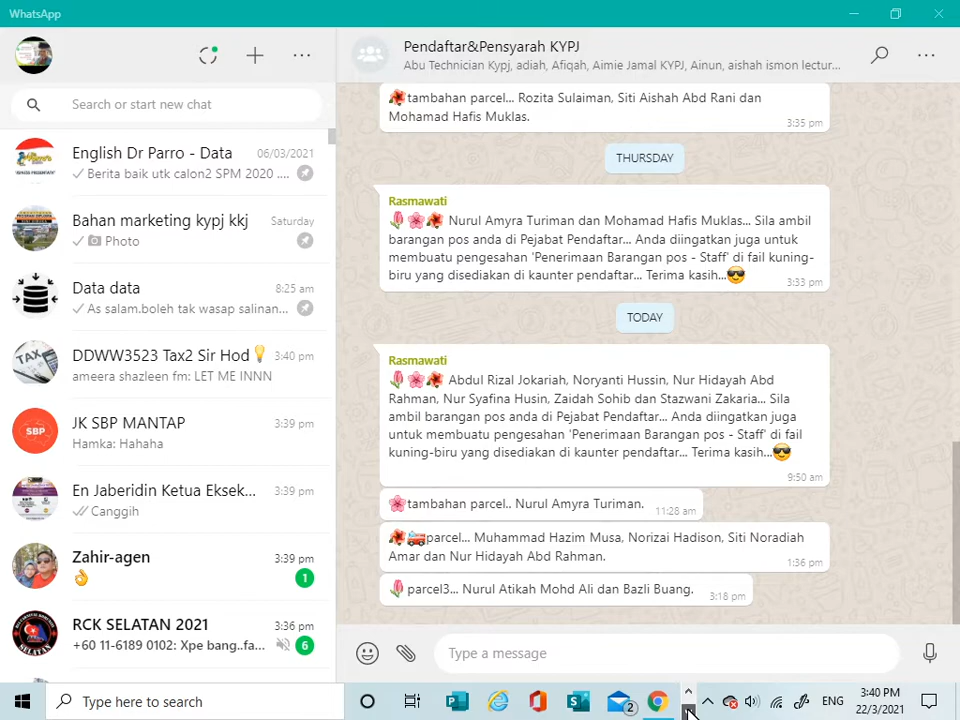 WhatsApp
Search or start new chat
English Dr Parro - Data 06/03/2021
Berita baik utk calon2 SPM 2020 ....
Bahan marketing kypj kkj Saturday
Photo
Data data 8:25 am
As salam.boleh tak wasap salinan...
DDWW3523 Tax2 Sir Hod 3:40 pm
ameera shazleen fm: LET ME INNN
JK SBP MANTAP 3:39 pm
Hamka: Hahaha
En Jaberidin Ketua Eksek... 3:39 pm
Canggih
Zahir-agen 3:39 pm
👌 1
RCK SELATAN 2021 3:36 pm
+60 11-6189 0102: Xpe bang..fa... 6
TAX
SBP
Pendaftar&Pensyarah KYPJ
Abu Technician Kypj, adiah, Afiqah, Aimie Jamal KYPJ, Ainun, aishah ismon lectur...
🌺tambahan parcel... Rozita Sulaiman, Siti Aishah Abd Rani dan
Mohamad Hafis Muklas.
3:35 pm
THURSDAY
Rasmawati
🌷🌸🌺 Nurul Amyra Turiman dan Mohamad Hafis Muklas... Sila ambil
barangan pos anda di Pejabat Pendaftar... Anda diingatkan juga untuk
membuatu pengesahan 'Penerimaan Barangan pos - Staff' di fail kuning-
biru yang disediakan di kaunter pendaftar... Terima kasih...😎
3:33 pm
TODAY
Rasmawati
🌷🌸🌺 Abdul Rizal Jokariah, Noryanti Hussin, Nur Hidayah Abd
Rahman, Nur Syafina Husin, Zaidah Sohib dan Stazwani Zakaria... Sila
ambil barangan pos anda di Pejabat Pendaftar... Anda diingatkan juga
untuk membuatu pengesahan 'Penerimaan Barangan pos - Staff' di fail
kuning-biru yang disediakan di kaunter pendaftar... Terima kasih...😎
9:50 am
🌸tambahan parcel.. Nurul Amyra Turiman. 11:28 am
🌺🚒parcel... Muhammad Hazim Musa, Norizai Hadison, Siti Noradiah
Amar dan Nur Hidayah Abd Rahman.
1:36 pm
🌷 parcel3... Nurul Atikah Mohd Ali dan Bazli Buang. 3:18 pm
Type a message
Type here to search
2
ENG
3:40 PM
22/3/2021